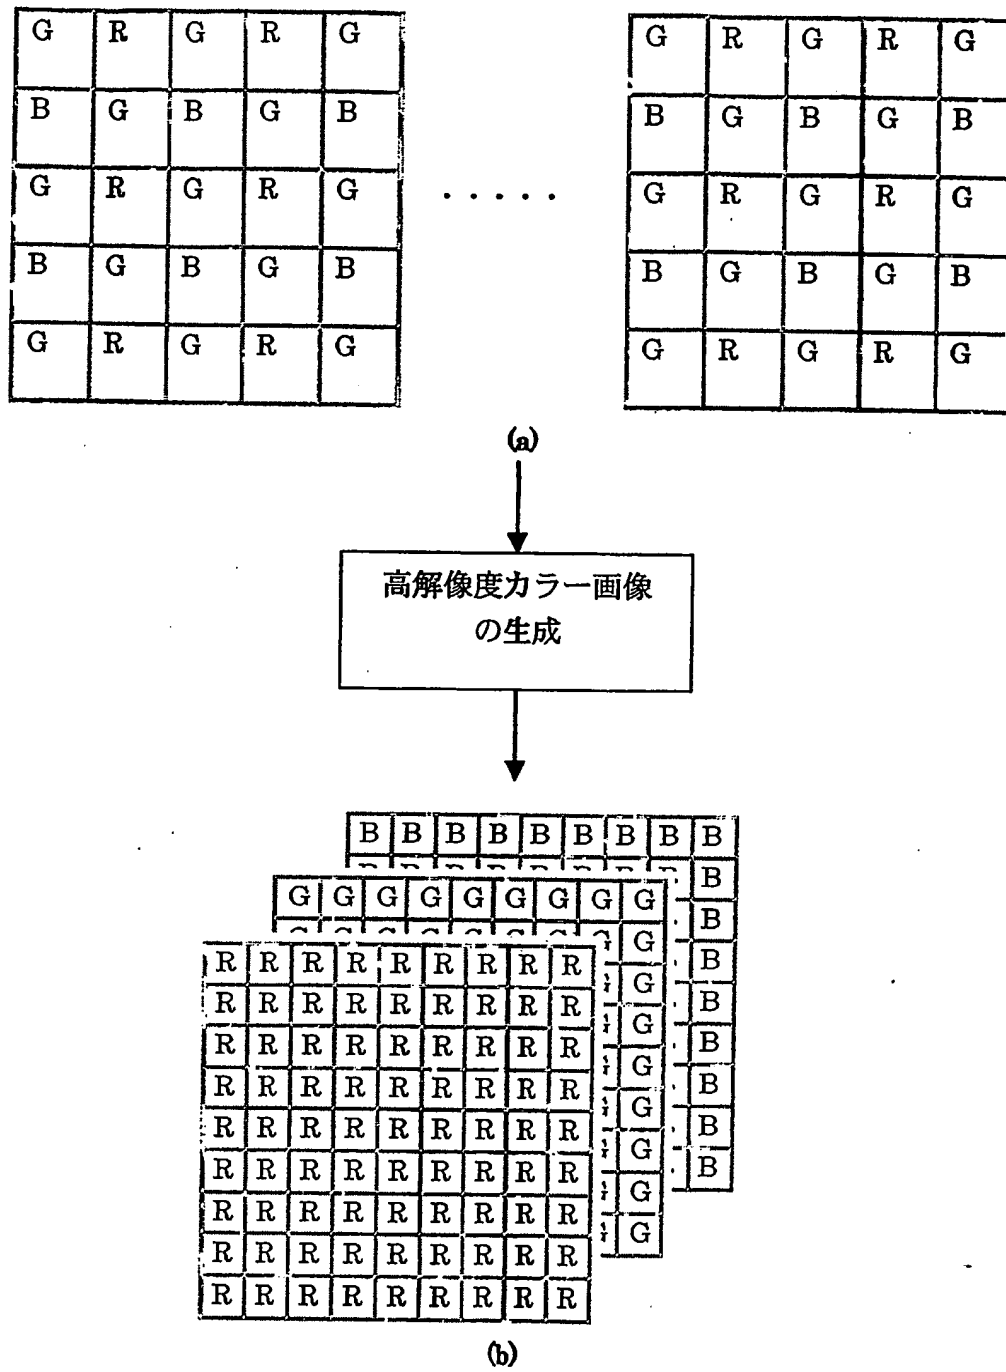 G R G R G G R G R G
B G B G B B G B G B
G R G R G ..... G R G R G
B G B G B B G B G B
G R G R G G R G R G
(a)
高解像度カラー画像
の生成
B B B B B B B B B
B
G G G G G G G G G B
G B
R R R R R R R R R G B
R R R R R R R R R G B
R R R R R R R R R G B
R R R R R R R R R G B
R R R R R R R R R G B
R R R R R R R R R G
R R R R R R R R R G
R R R R R R R R R
R R R R R R R R R
(b)